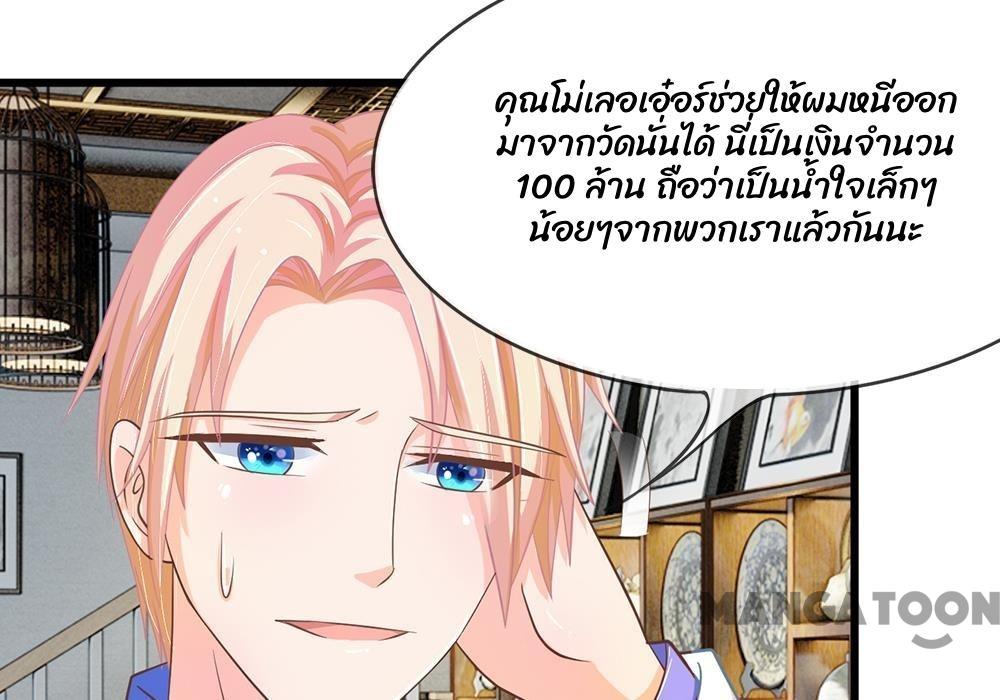 คุณโม่เลอเอ๋อร์ช่วยให้ผมหนีออก
มาจากวัดนั่นได้ นี่เป็นเงินจำนวน
100 ล้าน ถือว่าเป็นน้ำใจเล็กๆ
น้อยๆจากพวกเราแล้วกันนะ
MANGATOON